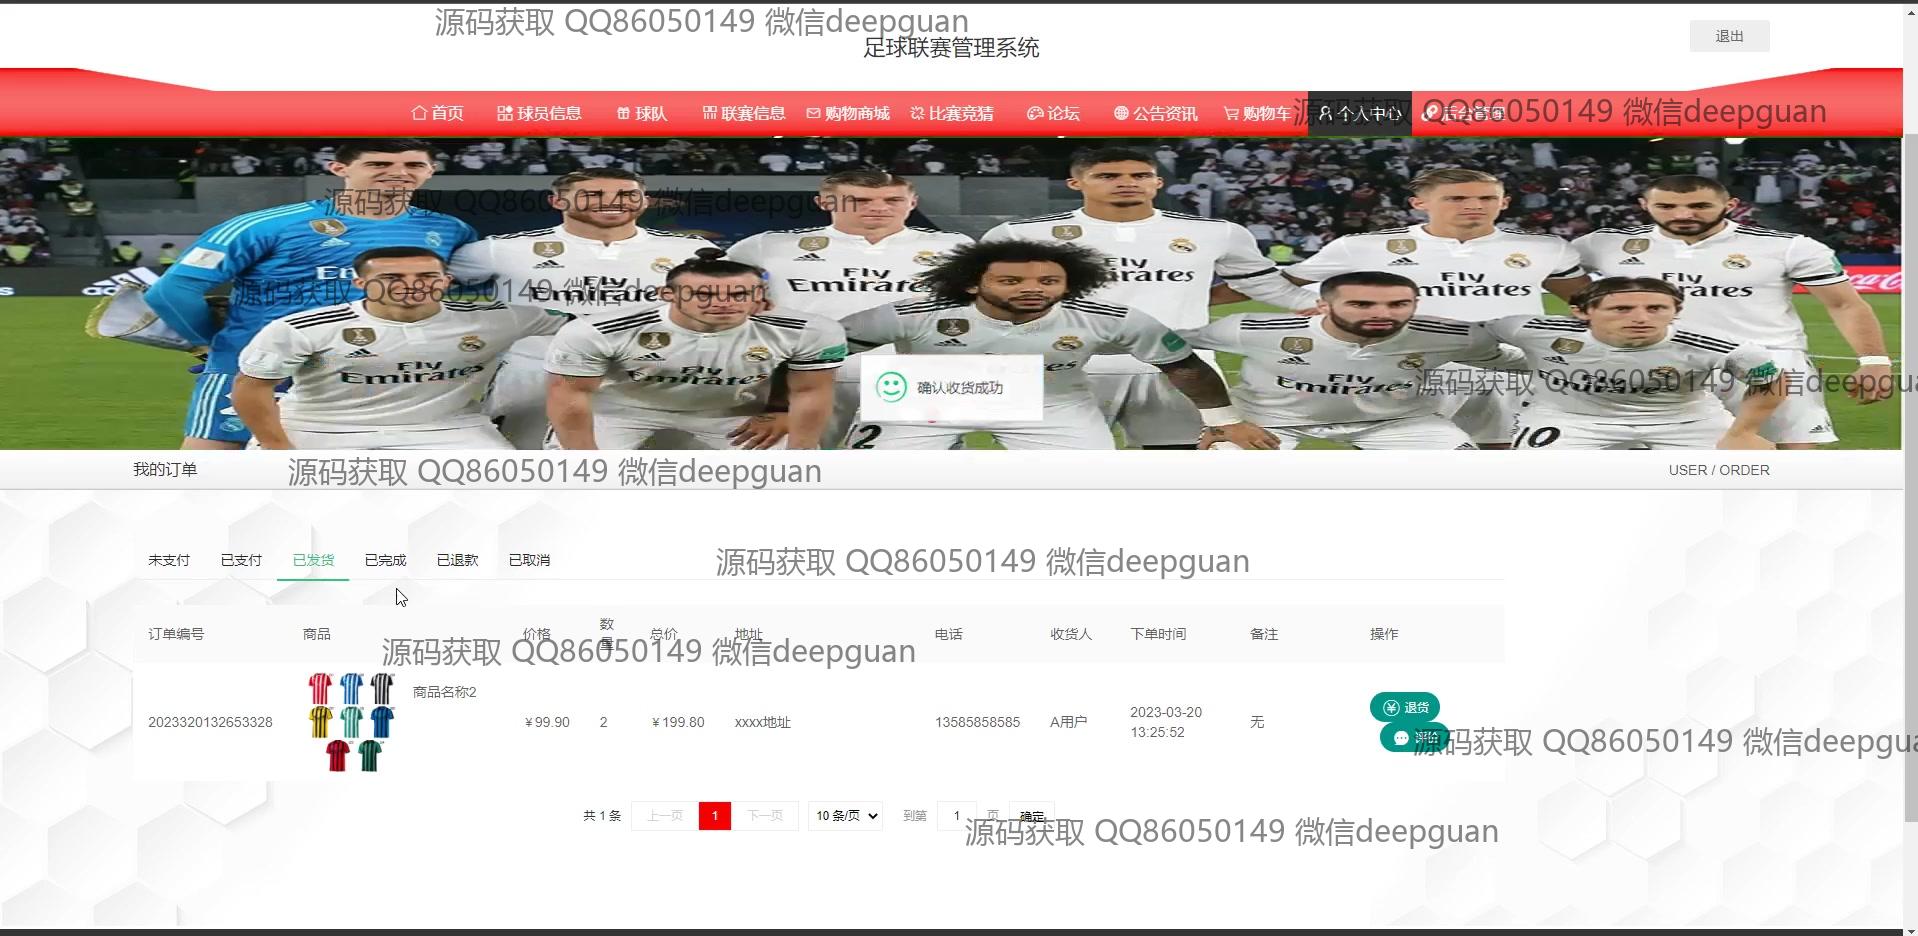 源码获取 QQ86050149 微信deepguan
足球联赛管理系统
退出
首页 球员信息 球队 联赛信息 购物商城 比赛竞猜 论坛 公告资讯 购物车 个人中心 后台管理
源码获取 QQ86050149 微信deepguan
源码获取 QQ86050149 微信deepguan
源码获取 QQ86050149 微信deepguan
Fly Emirates
Fly Emirates
Fly Emirates
Fly Emirates
Fly Emirates
确认收货成功
源码获取 QQ86050149 微信deepgua
2
10
我的订单
源码获取 QQ86050149 微信deepguan
USER / ORDER
未支付 已支付 已发货 已完成 已退款 已取消
源码获取 QQ86050149 微信deepguan
订单编号 商品 价格 数量 总价 地址 电话 收货人 下单时间 备注 操作
源码获取 QQ86050149 微信deepguan
2023320132653328 商品名称2 ￥99.90 2 ￥199.80 xxxx地址 13585858585 A用户 2023-03-20 13:25:52 无 退货
评价
源码获取 QQ86050149 微信deepgua
共 1 条 上一页 1 下一页 10 条/页 到第 1 页 确定
源码获取 QQ86050149 微信deepguan